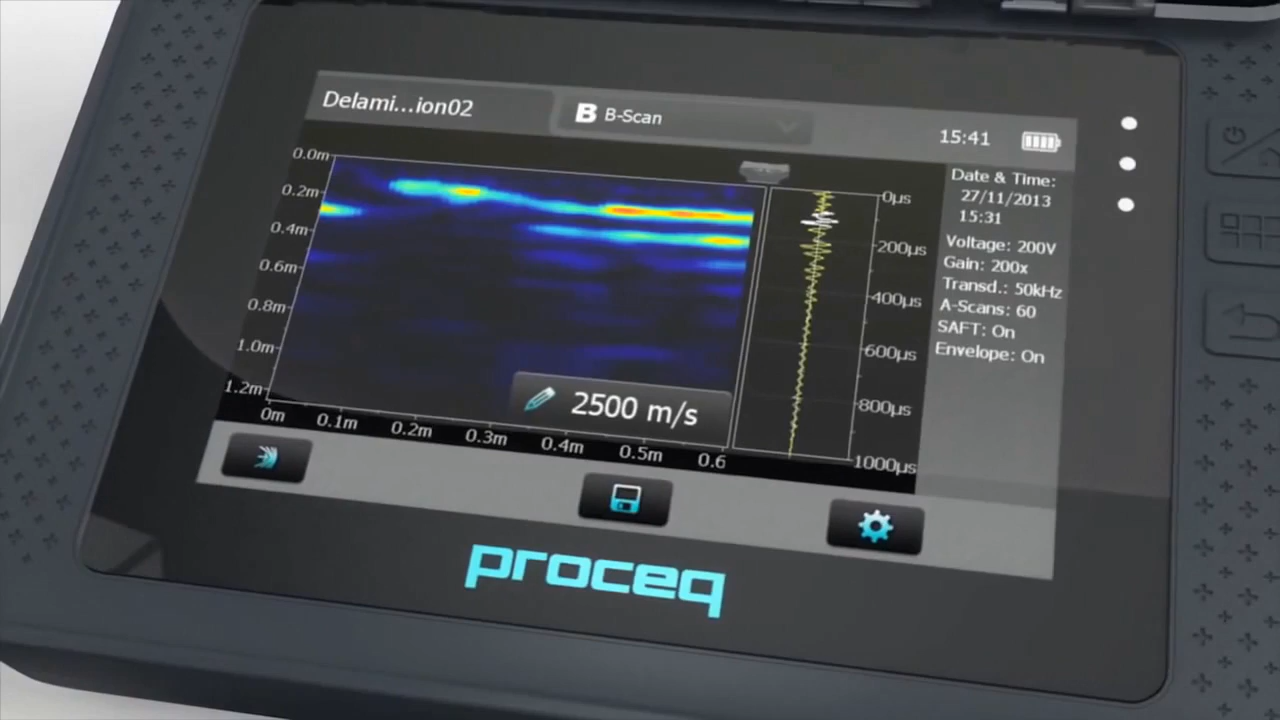 Delami...ion02
B B-Scan
15:41
0.0m
0.2m
0.4m
0.6m
0.8m
1.0m
1.2m
0m
0.1m
0.2m
0.3m
0.4m
0.5m
0.6
2500 m/s
0µs
200µs
400µs
600µs
800µs
1000µs
Date & Time:
27/11/2013
15:31
Voltage: 200V
Gain: 200x
Transd.: 50kHz
A-Scans: 60
SAFT: On
Envelope: On
proceq